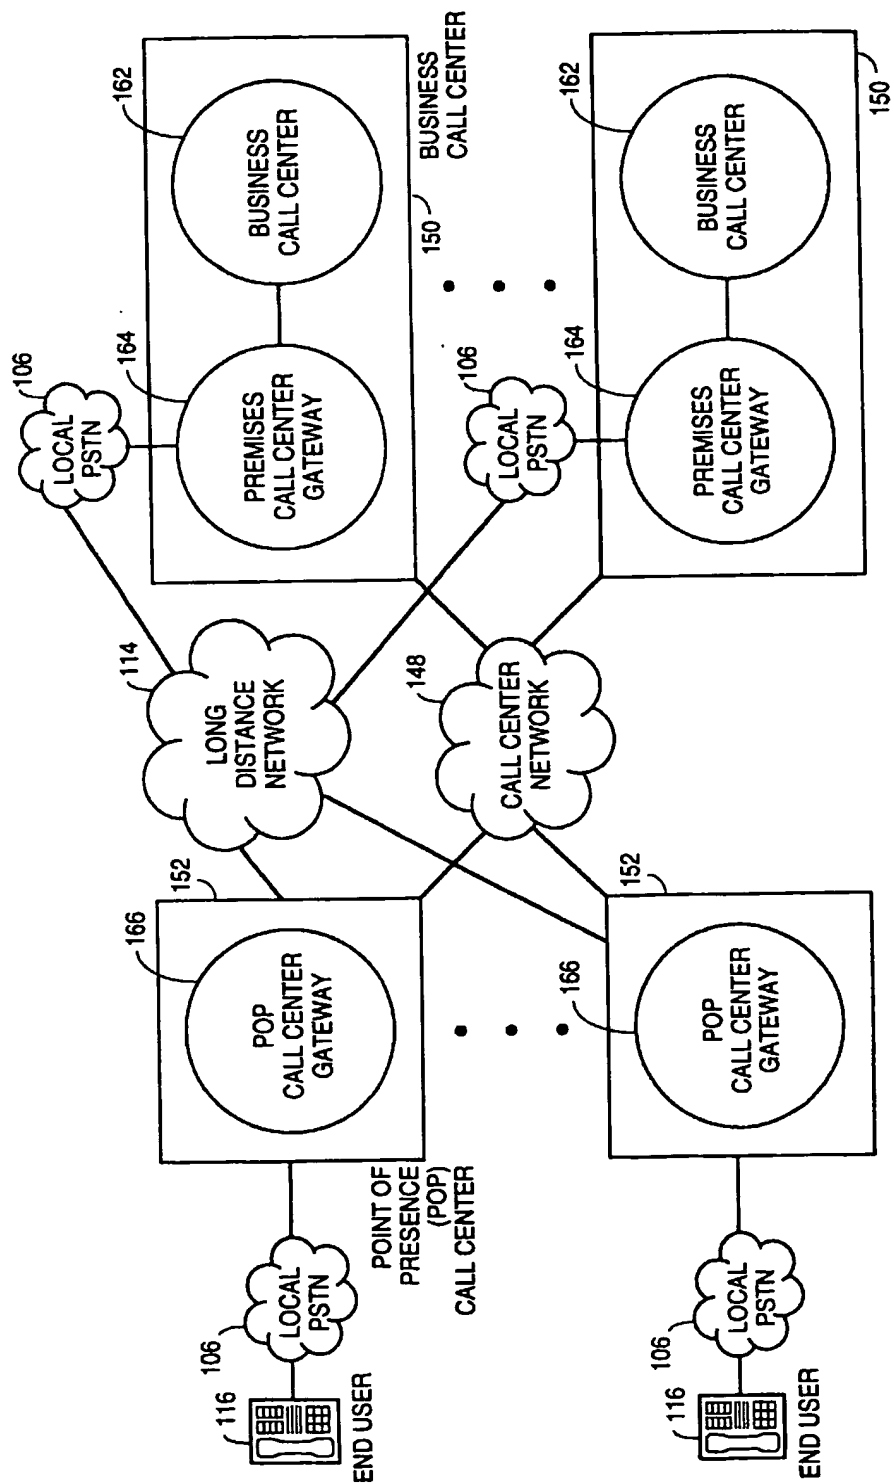 106
LOCAL
PSTN
164
162
PREMISES
CALL CENTER
GATEWAY
BUSINESS
CALL CENTER
150
BUSINESS
CALL CENTER
114
LONG
DISTANCE
NETWORK
166
152
POP
CALL CENTER
GATEWAY
116
END USER
106
LOCAL
PSTN
POINT OF
PRESENCE
(POP)
CALL CENTER
148
CALL CENTER
NETWORK
106
LOCAL
PSTN
164
162
PREMISES
CALL CENTER
GATEWAY
BUSINESS
CALL CENTER
150
166
152
POP
CALL CENTER
GATEWAY
116
END USER
106
LOCAL
PSTN